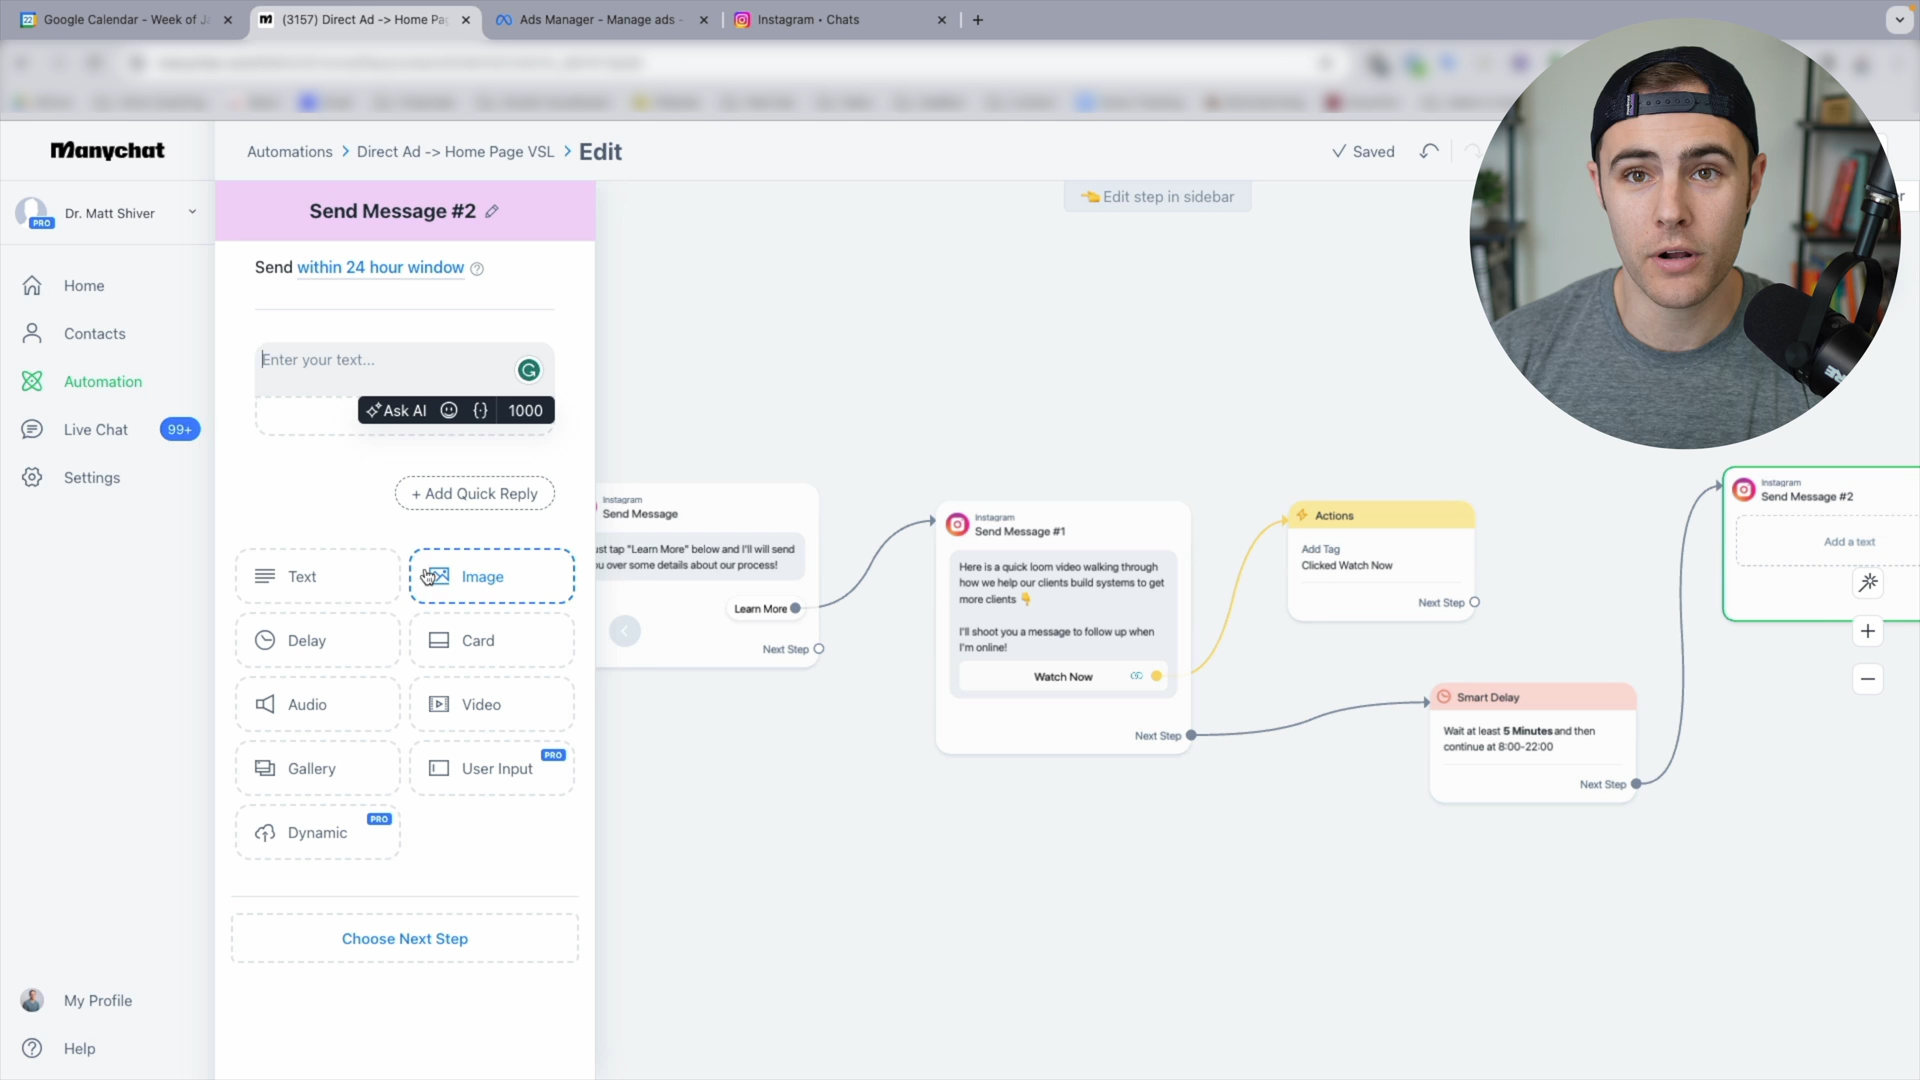 Google Calendar - Week of Ja
(3157) Direct Ad -> Home Pa
Ads Manager - Manage ads -
Instagram • Chats
Manychat
Automations > Direct Ad -> Home Page VSL > Edit
Saved
Dr. Matt Shiver
PRO
Home
Contacts
Automation
Live Chat
99+
Settings
My Profile
Help
Send Message #2
Send within 24 hour window
Enter your text...
Ask AI
1000
+ Add Quick Reply
Text
Image
Delay
Card
Audio
Video
Gallery
User Input
PRO
Dynamic
PRO
Choose Next Step
Edit step in sidebar
Instagram
Send Message
ust tap "Learn More" below and I'll send
u over some details about our process!
Learn More
Next Step
Instagram
Send Message #1
Here is a quick loom video walking through
how we help our clients build systems to get
more clients 👇
I'll shoot you a message to follow up when
I'm online!
Watch Now
Next Step
Actions
Add Tag
Clicked Watch Now
Next Step
Smart Delay
Wait at least 5 Minutes and then
continue at 8:00-22:00
Next Step
Instagram
Send Message #2
Add a text